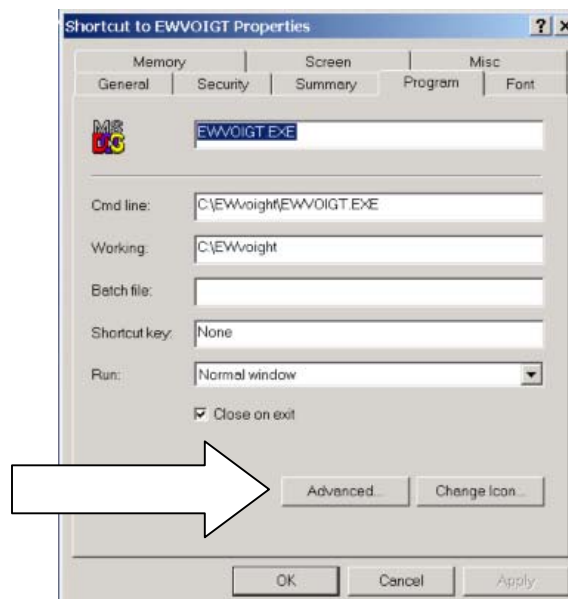 Shortcut to EWVOIGT Properties ? x
Memory Screen Misc
General Security Summary Program Font
MS DOS
EWVOIGT.EXE
Cmd line: C:\EWvoight\EWVOIGT.EXE
Working: C:\EWvoight
Batch file:
Shortcut key: None
Run: Normal window
Close on exit
Advanced... Change Icon...
OK Cancel Apply